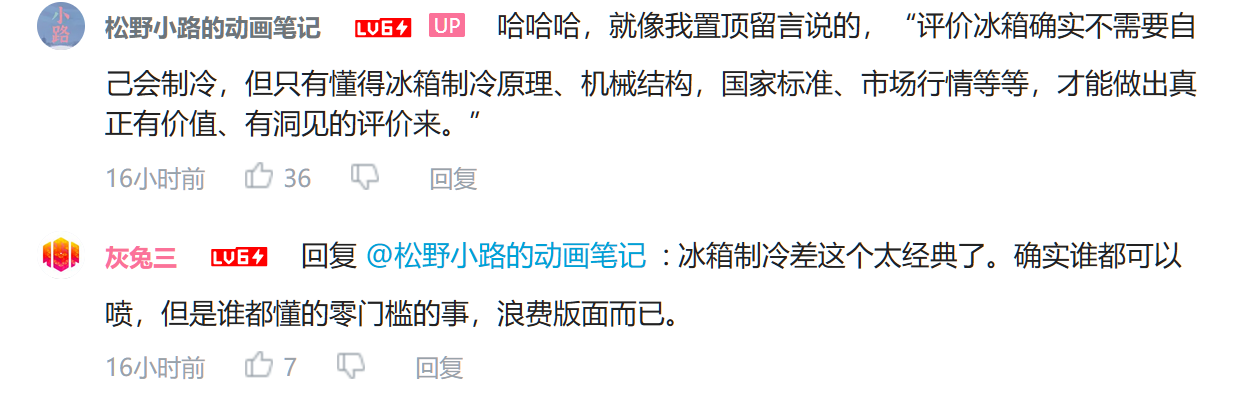 小路
松野小路的动画笔记 LV6 UP 哈哈哈，就像我置顶留言说的，“评价冰箱确实不需要自
己会制冷，但只有懂得冰箱制冷原理、机械结构，国家标准、市场行情等等，才能做出真
正有价值、有洞见的评价来。”
16小时前 36 回复
灰兔三 LV6 回复 @松野小路的动画笔记 : 冰箱制冷差这个太经典了。确实谁都可以
喷，但是谁都懂的零门槛的事，浪费版面而已。
16小时前 7 回复